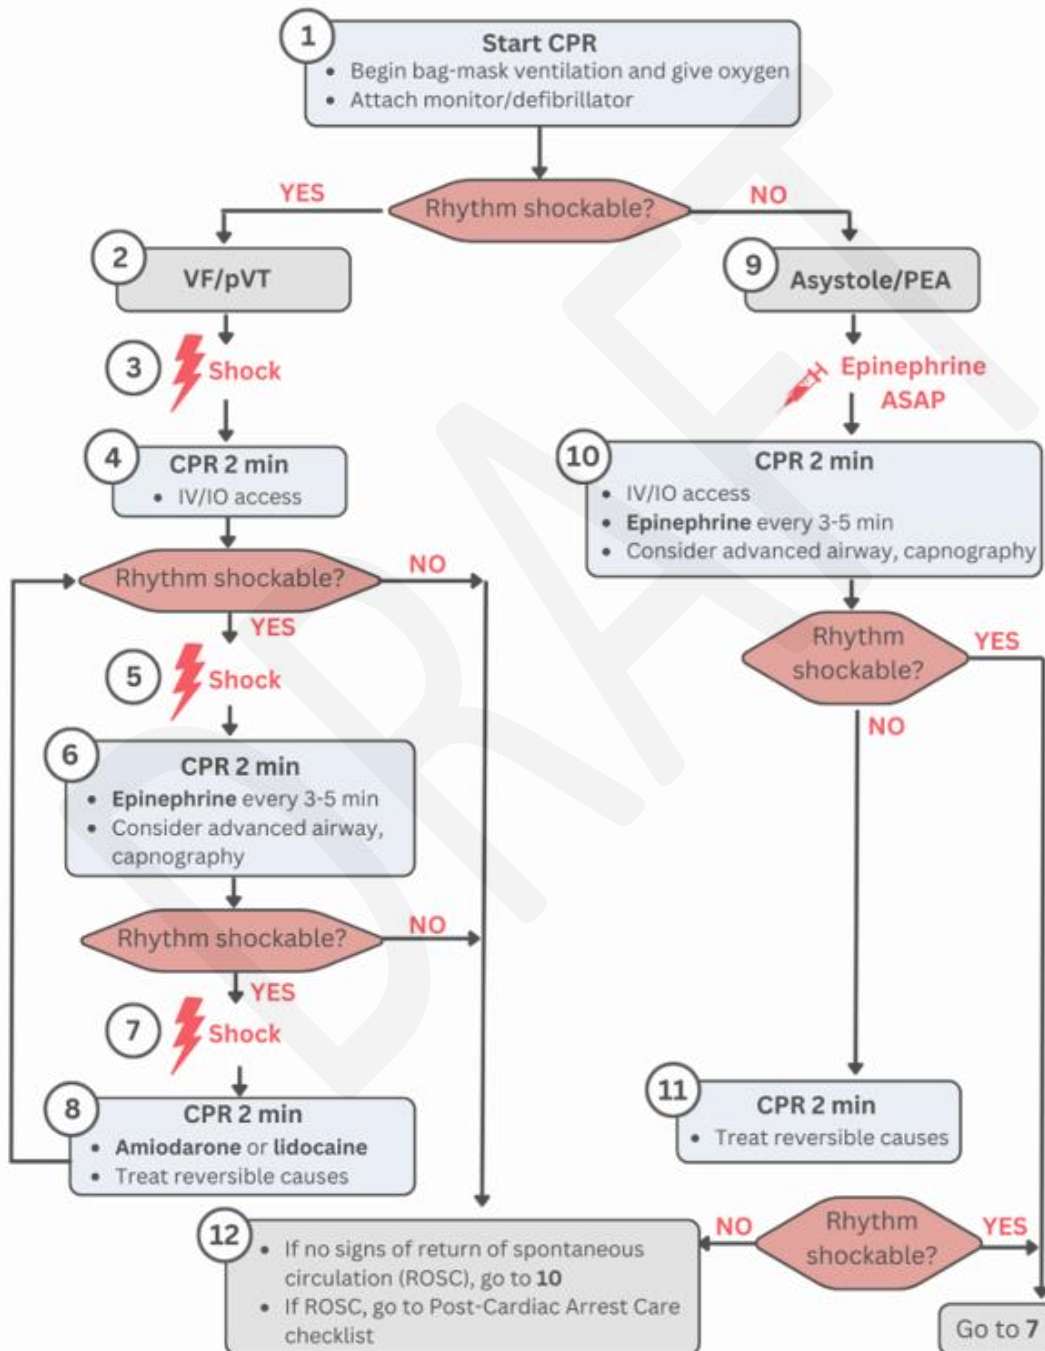 1
Start CPR
• Begin bag-mask ventilation and give oxygen
• Attach monitor/defibrillator
Rhythm shockable?
YES
NO
2
VF/pVT
3
Shock
4
CPR 2 min
• IV/IO access
Rhythm shockable?
NO
YES
5
Shock
6
CPR 2 min
• Epinephrine every 3-5 min
• Consider advanced airway,
capnography
Rhythm shockable?
NO
YES
7
Shock
8
CPR 2 min
• Amiodarone or lidocaine
• Treat reversible causes
9
Asystole/PEA
Epinephrine
ASAP
10
CPR 2 min
• IV/IO access
• Epinephrine every 3-5 min
• Consider advanced airway, capnography
Rhythm
shockable?
YES
NO
11
CPR 2 min
• Treat reversible causes
Rhythm
shockable?
NO
YES
12
• If no signs of return of spontaneous
circulation (ROSC), go to 10
• If ROSC, go to Post-Cardiac Arrest Care
checklist
Go to 7
DRAFT